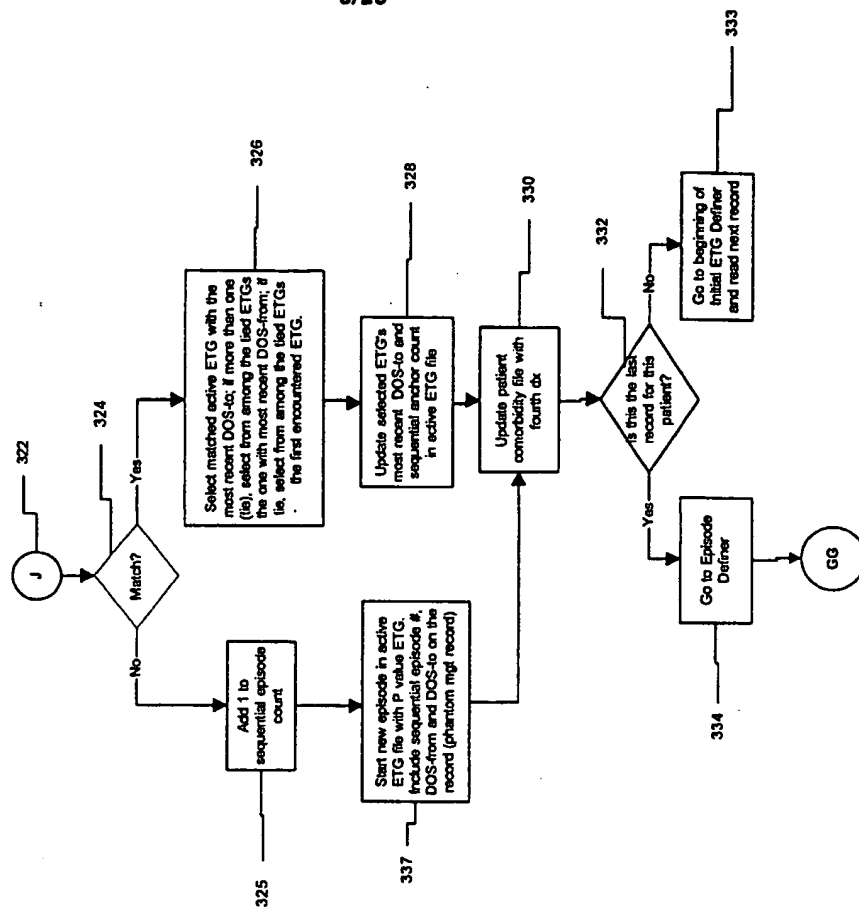 322
J
324
Match?
Yes
No
326
Select matched active ETG with the
most recent DOS-to; if more than one
(tie), select from among the tied ETGs
the one with most recent DOS-from; if
tie, select from among the tied ETGs
the first encountered ETG.
Add 1 to
sequential episode
count
325
328
Update selected ETG's
most recent DOS-to and
sequential anchor count
in active ETG file
Start new episode in active
ETG file with P value ETG.
Include sequential episode #,
DOS-from and DOS-to on the
record (phantom mgt record)
337
330
Update patient
comorbidity file with
fourth dx
332
Is this the last
record for this
patient?
Yes
No
333
Go to beginning of
Initial ETG Definer
and read next record
Go to Episode
Definer
334
GG